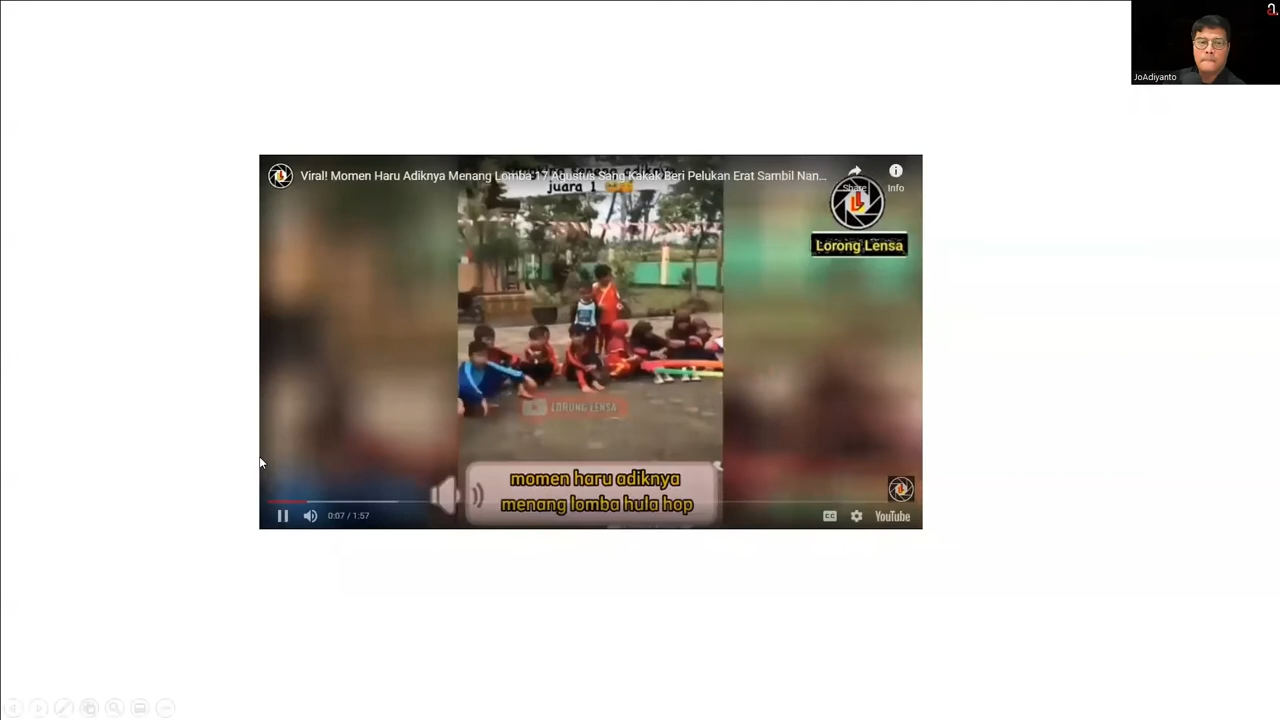 JoAdiyanto
Viral! Momen Haru Adiknya Menang Lomba 17 Agustus Sang Kakak Beri Pelukan Erat Sambil Nan...
juara 1
Share
Info
Lorong Lensa
LORONG LENSA
momen haru adiknya
menang lomba hula hop
0:07 / 1:57
CC
YouTube